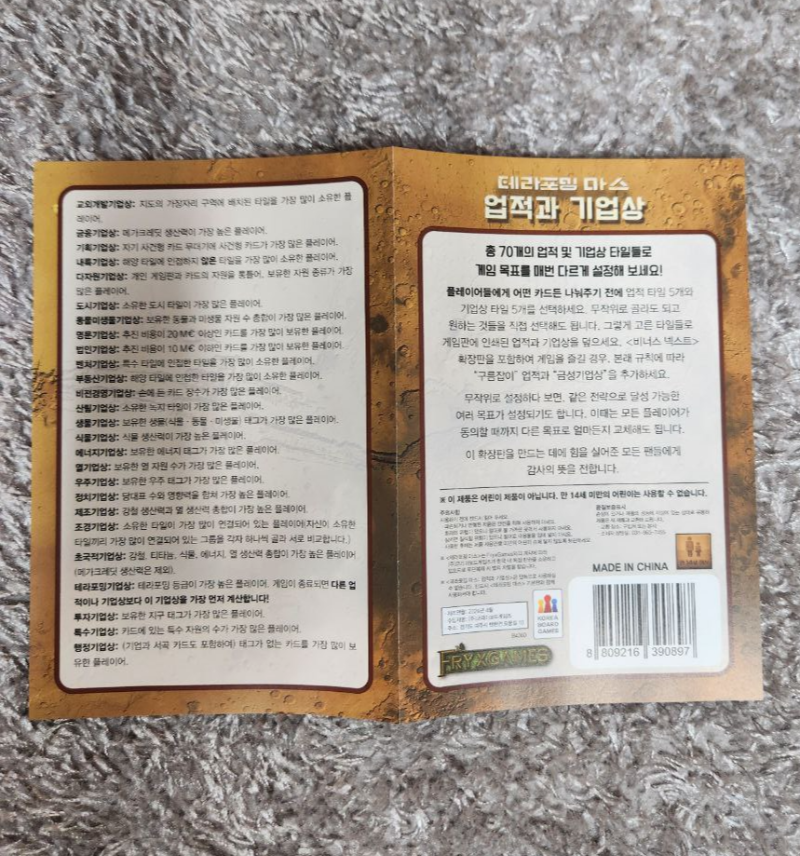 교외개발기업상: 지도의 가장자리 구역에 배치된 타일을 가장 많이 소유한 플
레이어.
금융기업상: 메가크레딧 생산력이 가장 높은 플레이어.
기획기업상: 자기 사건형 카드 무더기에 사건형 카드가 가장 많은 플레이어.
내륙기업상: 해양 타일에 인접하지 않은 타일을 가장 많이 소유한 플레이어.
다자원기업상: 개인 게임판과 카드의 자원을 통틀어, 보유한 자원 종류가 가장
많은 플레이어.
도시기업상: 소유한 도시 타일이 가장 많은 플레이어.
동물미생물기업상: 보유한 동물과 미생물 자원 수 총합이 가장 많은 플레이어.
명문기업상: 추진 비용이 20 M€ 이상인 카드를 가장 많이 보유한 플레이어.
법인기업상: 추진 비용이 10 M€ 이하인 카드를 가장 많이 보유한 플레이어.
벤처기업상: 특수 타일에 인접한 타일을 가장 많이 소유한 플레이어.
부동산기업상: 해양 타일에 인접한 타일을 가장 많이 소유한 플레이어.
비전경영기업상: 손에 든 카드 장수가 가장 많은 플레이어.
산림기업상: 소유한 녹지 타일이 가장 많은 플레이어.
생물기업상: 보유한 생물(식물·동물·미생물) 태그가 가장 많은 플레이어.
식물기업상: 식물 생산력이 가장 높은 플레이어.
에너지기업상: 보유한 에너지 태그가 가장 많은 플레이어.
열기업상: 보유한 열 자원 수가 가장 많은 플레이어.
우주기업상: 보유한 우주 태그가 가장 많은 플레이어.
정치기업상: 당대표 수와 영향력을 합쳐 가장 높은 플레이어.
제조기업상: 강철 생산력과 열 생산력 총합이 가장 높은 플레이어.
조경기업상: 소유한 타일이 가장 많이 연결되어 있는 플레이어(자신이 소유한
타일끼리 가장 많이 연결되어 있는 그룹을 각자 하나씩 골라 서로 비교합니다.)
초국적기업상: 강철, 티타늄, 식물, 에너지, 열 생산력 총합이 가장 높은 플레이어
(메가크레딧 생산력은 제외).
테라포밍기업상: 테라포밍 등급이 가장 높은 플레이어. 게임이 종료되면 다른 업
적이나 기업상보다 이 기업상을 가장 먼저 계산합니다!
투자기업상: 보유한 지구 태그가 가장 많은 플레이어.
특수기업상: 카드에 있는 특수 자원의 수가 가장 많은 플레이어.
행정기업상: (기업과 서곡 카드도 포함하여) 태그가 없는 카드를 가장 많이 보
유한 플레이어.
테라포밍 마스
업적과 기업상
총 70개의 업적 및 기업상 타일들로
게임 목표를 매번 다르게 설정해 보세요!
플레이어들에게 어떤 카드든 나눠주기 전에 업적 타일 5개와
기업상 타일 5개를 선택하세요. 무작위로 골라도 되고
원하는 것들을 직접 선택해도 됩니다. 그렇게 고른 타일들로
게임판에 인쇄된 업적과 기업상을 덮으세요. <비너스 넥스트>
확장판을 포함하여 게임을 즐길 경우, 본래 규칙에 따라
“구름잡이” 업적과 “금성기업상”을 추가하세요.
무작위로 설정하다 보면, 같은 전략으로 달성 가능한
여러 목표가 설정되기도 합니다. 이때는 모든 플레이어가
동의할 때까지 다른 목표로 얼마든지 교체해도 됩니다.
이 확장판을 만드는 데에 힘을 실어준 모든 팬들에게
감사의 뜻을 전합니다.
※ 이 제품은 어린이 제품이 아닙니다. 만 14세 미만의 어린이는 사용할 수 없습니다.
주의사항
품질보증표시
MADE IN CHINA
KOREA
BOARD
GAMES
FRYXGAMES
8 809216 390897